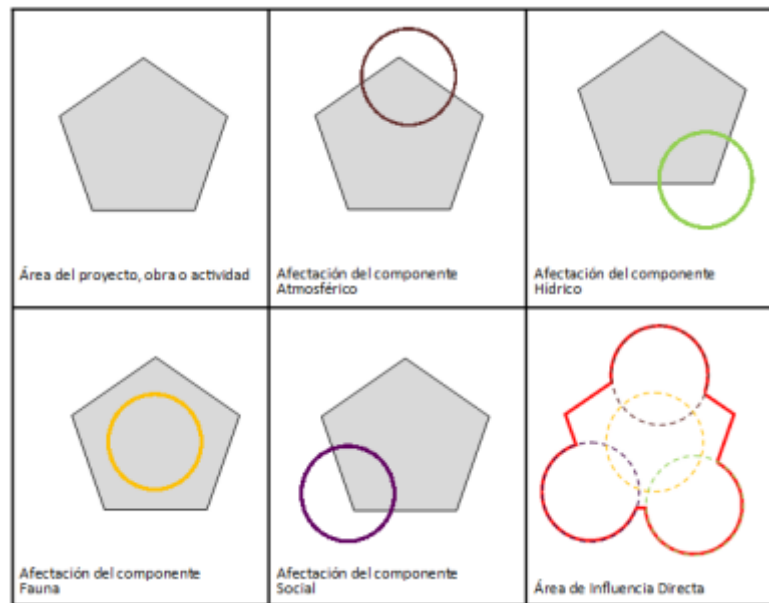 Área del proyecto, obra o actividad
Afectación del componente
Atmosférico
Afectación del componente
Hídrico
Afectación del componente
Fauna
Afectación del componente
Social
Área de Influencia Directa